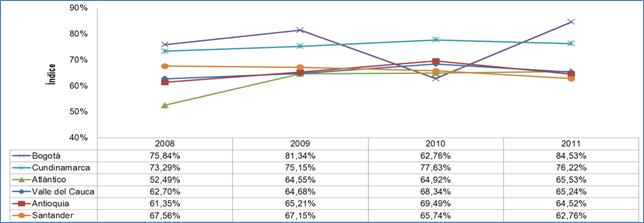 90%
80%
70%
60%
50%
40%
Índice
2008 2009 2010 2011
Bogotá 75,84% 81,34% 62,76% 84,53%
Cundinamarca 73,29% 75,15% 77,63% 76,22%
Atlántico 52,49% 64,55% 64,92% 65,53%
Valle del Cauca 62,70% 64,68% 68,34% 65,24%
Antioquia 61,35% 65,21% 69,49% 64,52%
Santander 67,56% 67,15% 65,74% 62,76%